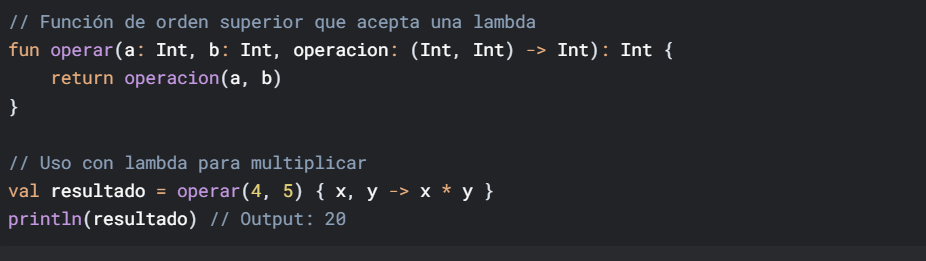 // Función de orden superior que acepta una lambda
fun operar(a: Int, b: Int, operacion: (Int, Int) -> Int): Int {
    return operacion(a, b)
}

// Uso con lambda para multiplicar
val resultado = operar(4, 5) { x, y -> x * y }
println(resultado) // Output: 20